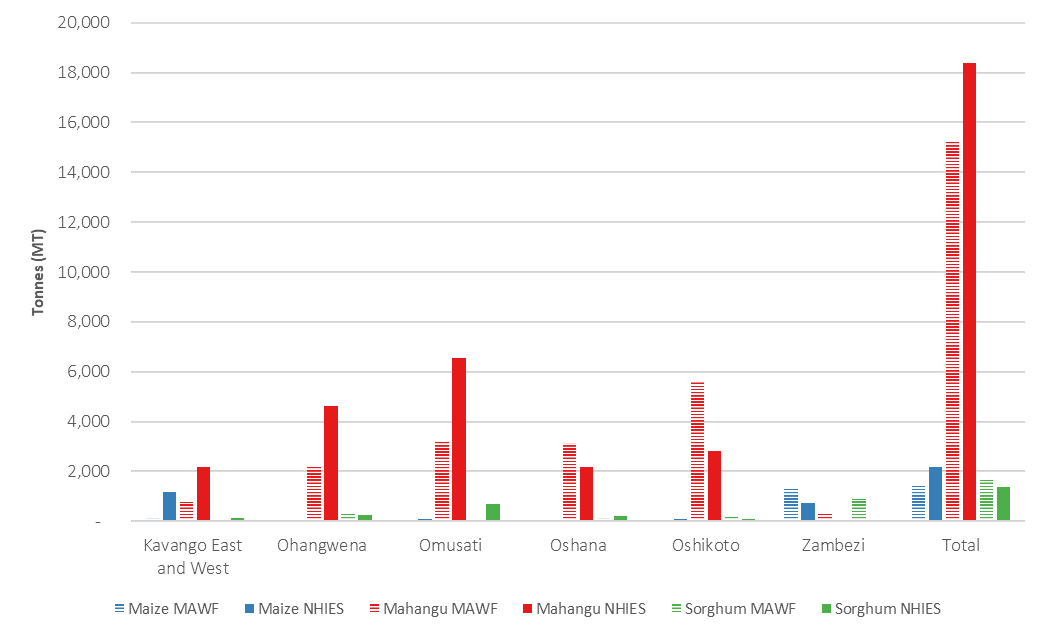 20,000
18,000
16,000
14,000
12,000
10,000
8,000
6,000
4,000
2,000
-
Tonnes (MT)
Kavango East
and West
Ohangwena
Omusati
Oshana
Oshikoto
Zambezi
Total
Maize MAWF
Maize NHIES
Mahangu MAWF
Mahangu NHIES
Sorghum MAWF
Sorghum NHIES